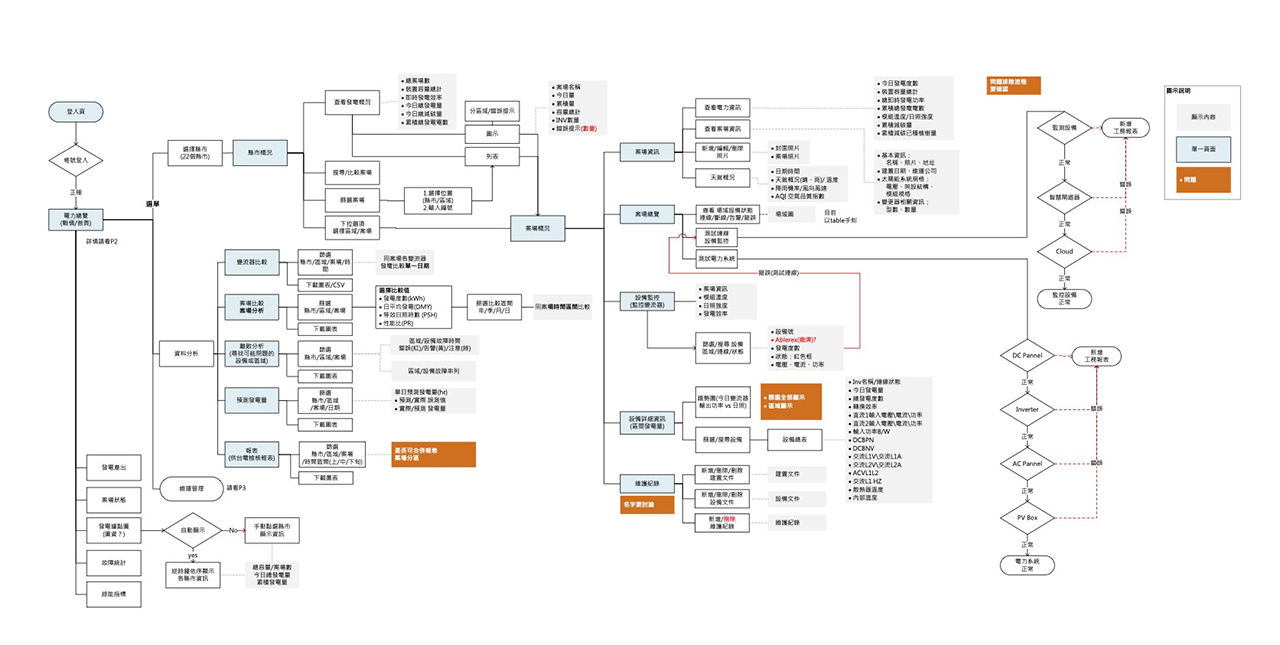 登入頁
帳號登入
正確
電力總覽
(戰情/首頁)
詳情請看P2
選單
選擇縣市
(22個縣市)
縣市概況
查看發電概況
• 總案場數
• 裝置容量總計
• 即時發電效率
• 今日總發電量
• 今日總減碳量
• 累積總發電電數
分區域/錯誤提示
圖示
列表
• 案場名稱
• 今日量
• 累積量
• 容量總計
• INV數量
• 錯誤提示(數量)
搜尋/比較案場
篩選案場
1.選擇位置
(縣市/區域)
2.輸入編號
下拉選項
選擇區域/案場
案場概況
資料分析
變流器比較
篩選
縣市/區域/案場/時
間
下載圖表/CSV
同案場各變流器
發電比較單一日期
案場比較
案場分析
篩選
縣市/區域/案場
下載圖表
選擇比較值
• 發電度數(kWh)
• 日平均發電(DMY)
• 等效日照時數 (PSH)
• 性能比(PR)
篩選比較區間
年/季/月/日
同案場時間區間比較
離散分析
(尋找可能問題的
設備或區域)
篩選
縣市/區域/案場
下載圖表
區域/設備故障時間
錯誤(紅)/告警(黃)/注意(綠)
區域/設備故障串列
預測發電量
篩選
縣市/區域
/案場/日期
下載圖表
單日預測發電量(hr)
• 預測/實際 誤測值
• 實際/預測 發電量
報表
(供台電維核報表)
篩選
縣市/區域/案場
/時間區間(上/中/下旬)
下載圖表
是否可合併報表
案場分區
維運管理
請看P3
發電產出
案場狀態
發電據點圖
(圖資？)
自動顯示
No
手動點選縣市
顯示資訊
yes
逆時鐘依序顯示
各縣市資訊
總容量/案場數
今日總發電量
累積發電量
故障統計
綠能指標
案場資訊
查看電力資訊
• 今日發電度數
• 裝置容量總計
• 總即時發電功率
• 累積總發電電數
• 模組溫度/日照強度
• 累積減碳量
• 累積減碳已種植樹量
查看案場資訊
• 基本資訊：
名稱、照片、地址
• 建置日期、維運公司
• 太陽能系統規格：
電壓、架設結構、
模組規格
• 變更器相關資訊：
型數、數量
新增/編輯/刪除
照片
• 封面照片
• 案場照片
天氣概況
• 日期時間
• 天氣概況(晴、雨)/ 溫度
• 降雨機率/風向風速
• AQI 空氣品質指數
案場總覽
查看 場域設備狀態
連線/斷線/告警/錯誤
場域圖
目前
以table手刻
測試連線
設備監控
測試電力系統
錯誤(測試連線)
設備監控
(監控變流器)
• 案場資訊
• 模組溫度
• 日照強度
• 發電效率
篩選/搜尋 設備
區域/連線/狀態
• 設備號
• Ablerex(廠牌)?
• 發電度數
• 狀態：紅色框
• 電壓、電流、功率
設備詳細資訊
(區間發電量)
趨勢圖(今日變流器
輸出功率 vs 日照)
• 篩選全部顯示
• 區域顯示
篩選/搜尋設備
設備總表
• Inv名稱/連線狀態
• 今日發電量
• 總發電度數
• 轉換效率
• 直流1輸入電壓\電流\功率
• 直流2輸入電壓\電流\功率
• 輸入功率B/W
• DCBPN
• DCBNV
• 交流L1V\交流L1A
• 交流L2V\交流L2A
• ACVL1L2
• 交流L1 HZ
• 散熱器溫度
• 內部溫度
維護紀錄
名字要討論
新增/刪除/刪除
建置文件
建置文件
新增/刪除/刪除
設備文件
設備文件
新增/刪除
維護紀錄
維護紀錄
問題排除流程
要確認
監測設備
新增
工務報表
正常
智慧閘道器
錯誤
錯誤
正常
Cloud
正常
監控設備
正常
DC Pannel
新增
工務報表
正常
Inverter
錯誤
正常
AC Pannel
錯誤
正常
PV Box
正常
電力系統
正常
圖示說明
顯示內容
單一頁面
• 問題